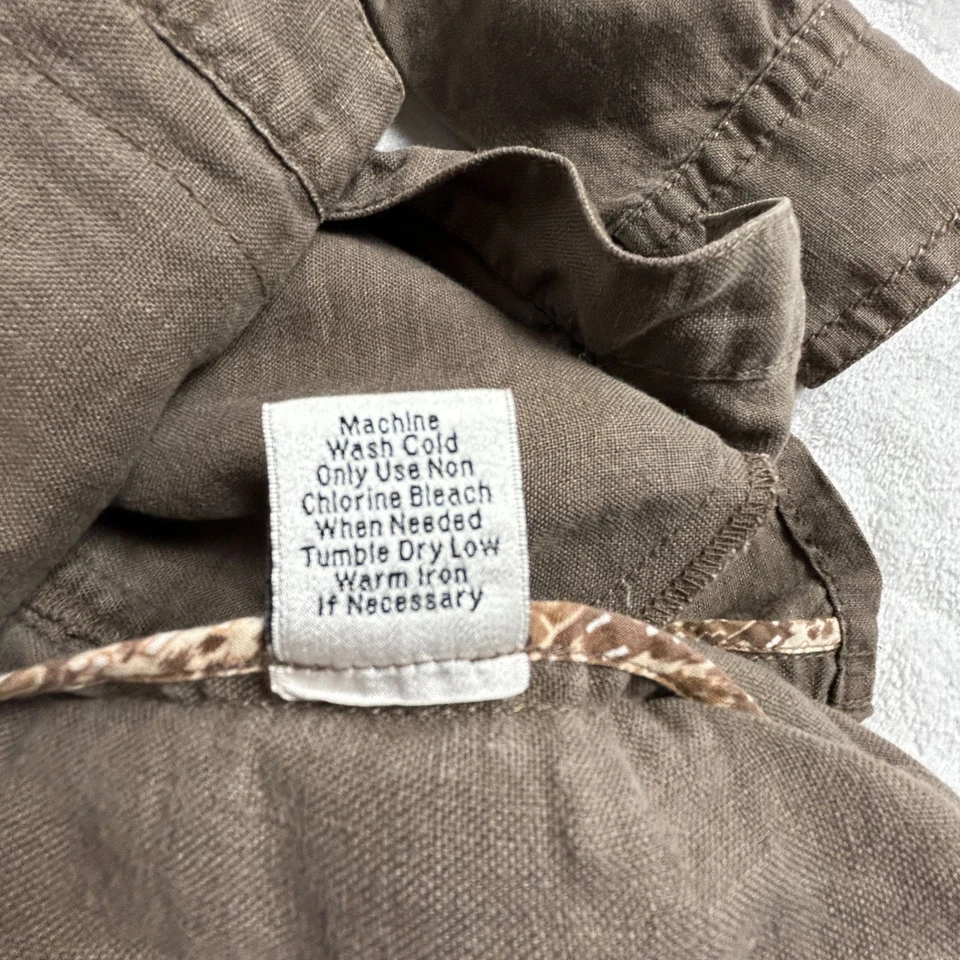 Machine
Wash Cold
Only Use Non
Chlorine Bleach
When Needed
Tumble Dry Low
Warm Iron
If Necessary